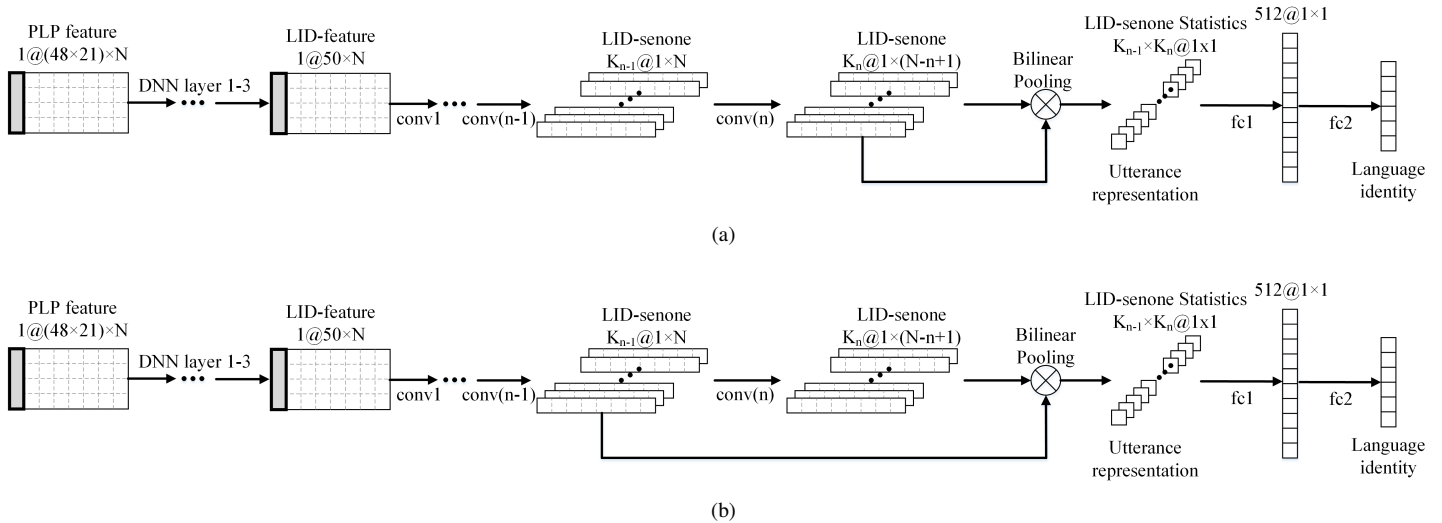 PLP feature
1@(48×21)×N
DNN layer 1-3
LID-feature
1@50×N
conv1
conv(n-1)
LID-senone
Kn-1@1×N
conv(n)
LID-senone
Kn@1×(N-n+1)
Bilinear
Pooling
LID-senone Statistics
Kn-1×Kn@1x1
Utterance
representation
fc1
512@1×1
fc2
Language
identity
(a)
PLP feature
1@(48×21)×N
DNN layer 1-3
LID-feature
1@50×N
conv1
conv(n-1)
LID-senone
Kn-1@1×N
conv(n)
LID-senone
Kn@1×(N-n+1)
Bilinear
Pooling
LID-senone Statistics
Kn-1×Kn@1x1
Utterance
representation
fc1
512@1×1
fc2
Language
identity
(b)